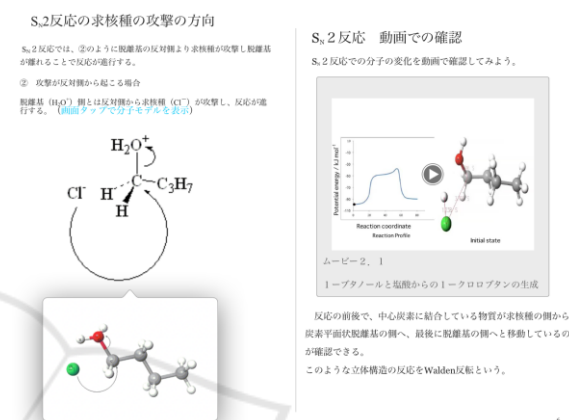 SN2反応の求核種の攻撃の方向
SN2反応では、②のように脱離基の反対側より求核種が攻撃し脱離基
が離れることで反応が進行する。
② 攻撃が反対側から起こる場合
脱離基（H₂O⁺）側とは反対側から求核種（Cl⁻）が攻撃し、反応が進
行する。（画面タップで分子モデルを表示）
H₂O⁺
Cl⁻
H
C
C₃H₇
H
SN２反応　動画での確認
SN２反応での分子の変化を動画で確認してみよう。
Potential energy / kJ mol⁻¹
Reaction coordinate
Reaction Profile
Initial state
ムービー２．１
１－ブタノールと塩酸からの１－クロロブタンの生成
反応の前後で、中心炭素に結合している物質が求核種の側から
炭素平面状脱離基の側へ、最後に脱離基の側へと移動しているの
が確認できる。
このような立体構造の反応をWalden反転という。